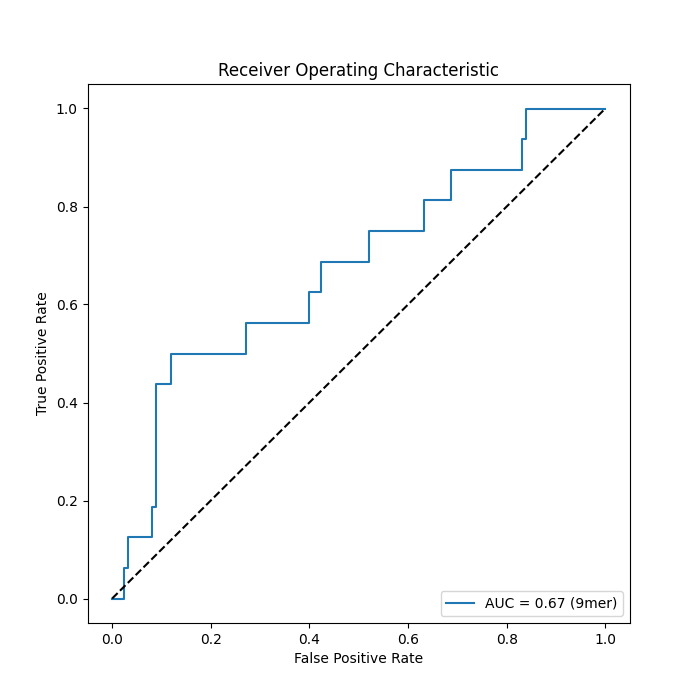 Receiver Operating Characteristic
1.0
0.8
0.6
0.4
0.2
0.0
True Positive Rate
0.0 0.2 0.4 0.6 0.8 1.0
False Positive Rate
AUC = 0.67 (9mer)